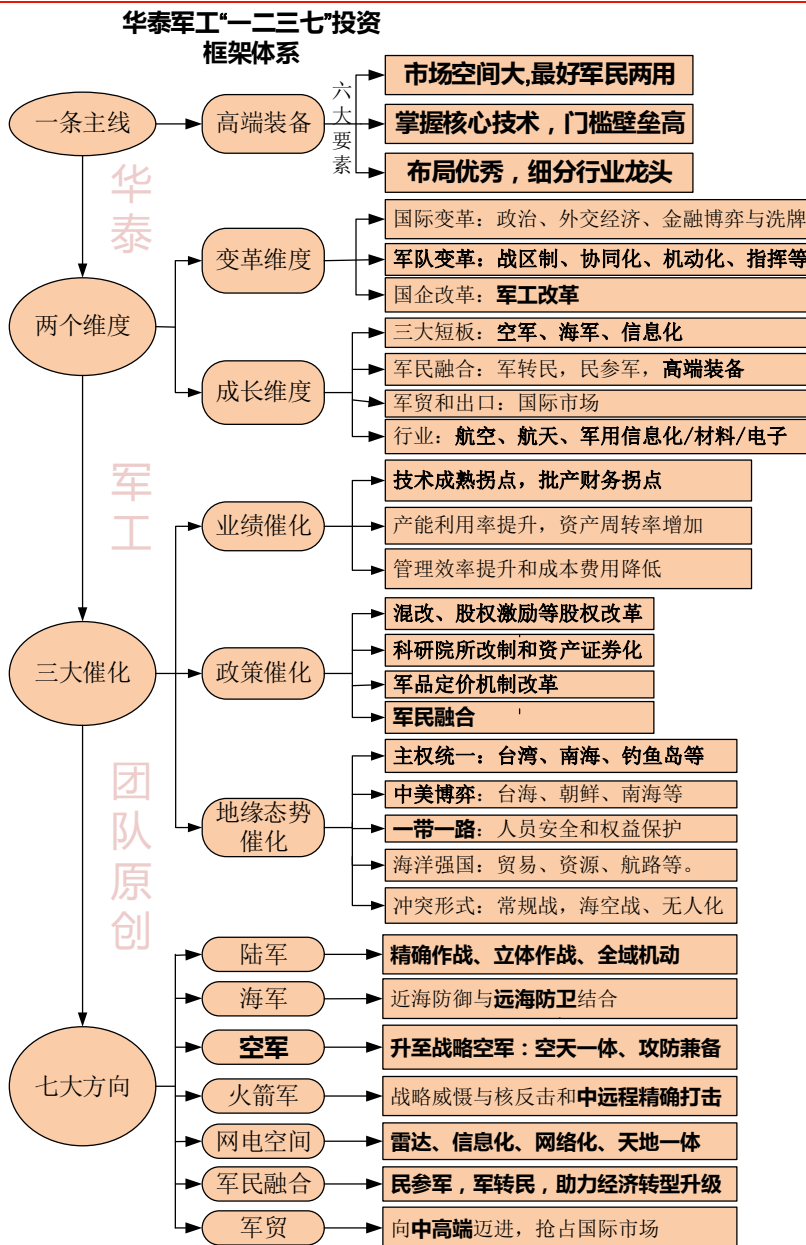 华泰军工“一二三七”投资
框架体系
一条主线
高端装备
六大要素
市场空间大,最好军民两用
掌握核心技术，门槛壁垒高
布局优秀，细分行业龙头
华泰
两个维度
变革维度
国际变革：政治、外交经济、金融博弈与洗牌
军队变革：战区制、协同化、机动化、指挥等
国企改革：军工改革
成长维度
三大短板：空军、海军、信息化
军民融合：军转民，民参军，高端装备
军贸和出口：国际市场
行业：航空、航天、军用信息化/材料/电子
军工
三大催化
业绩催化
技术成熟拐点，批产财务拐点
产能利用率提升，资产周转率增加
管理效率提升和成本费用降低
政策催化
混改、股权激励等股权改革
科研院所改制和资产证券化
军品定价机制改革
军民融合
地缘态势
催化
主权统一：台湾、南海、钓鱼岛等
中美博弈：台海、朝鲜、南海等
一带一路：人员安全和权益保护
海洋强国：贸易、资源、航路等。
冲突形式：常规战，海空战、无人化
团队原创
七大方向
陆军
精确作战、立体作战、全域机动
海军
近海防御与远海防卫结合
空军
升至战略空军：空天一体、攻防兼备
火箭军
战略威慑与核反击和中远程精确打击
网电空间
雷达、信息化、网络化、天地一体
军民融合
民参军，军转民，助力经济转型升级
军贸
向中高端迈进，抢占国际市场